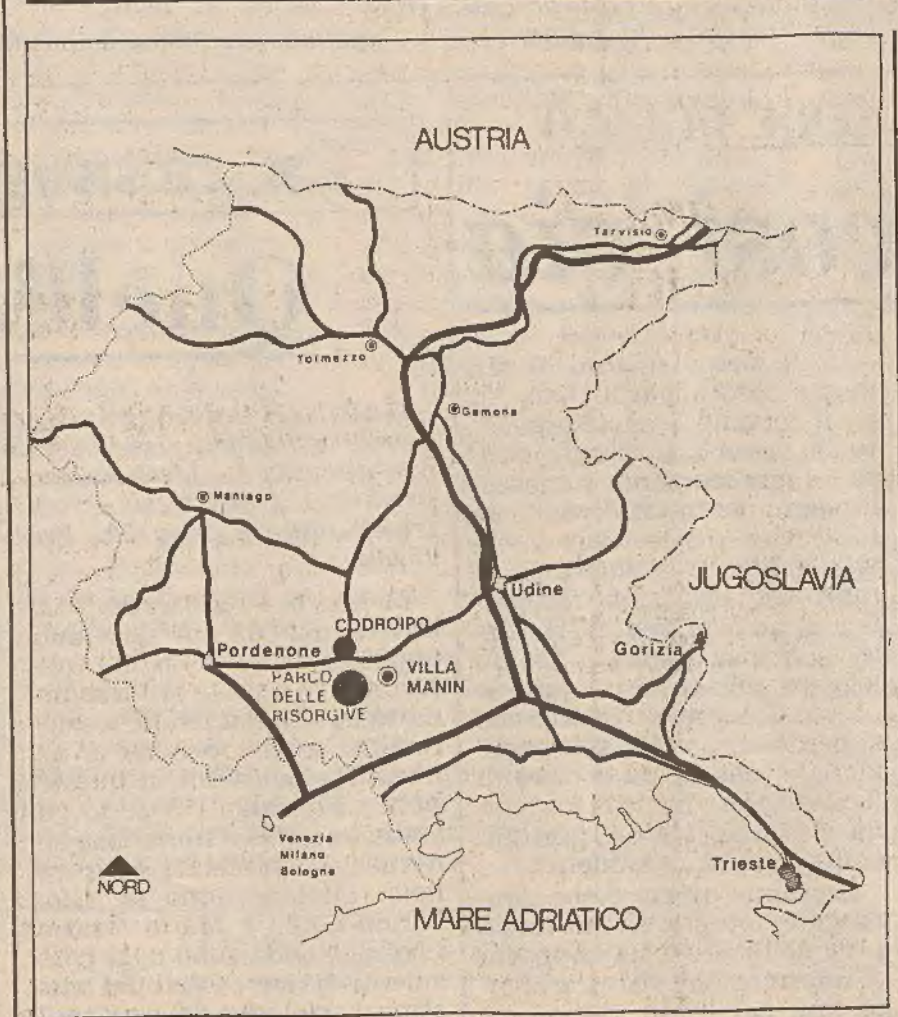 AUSTRIA
Tarvisio
Tolmezzo
Gemona
Maniago
Udine
JUGOSLAVIA
CODROIPO
Gorizia
Pordenone
VILLA
MANIN
PARCO
DELLE
RISORGIVE
Venezia
Milano
Bologna
Trieste
NORD
MARE ADRIATICO